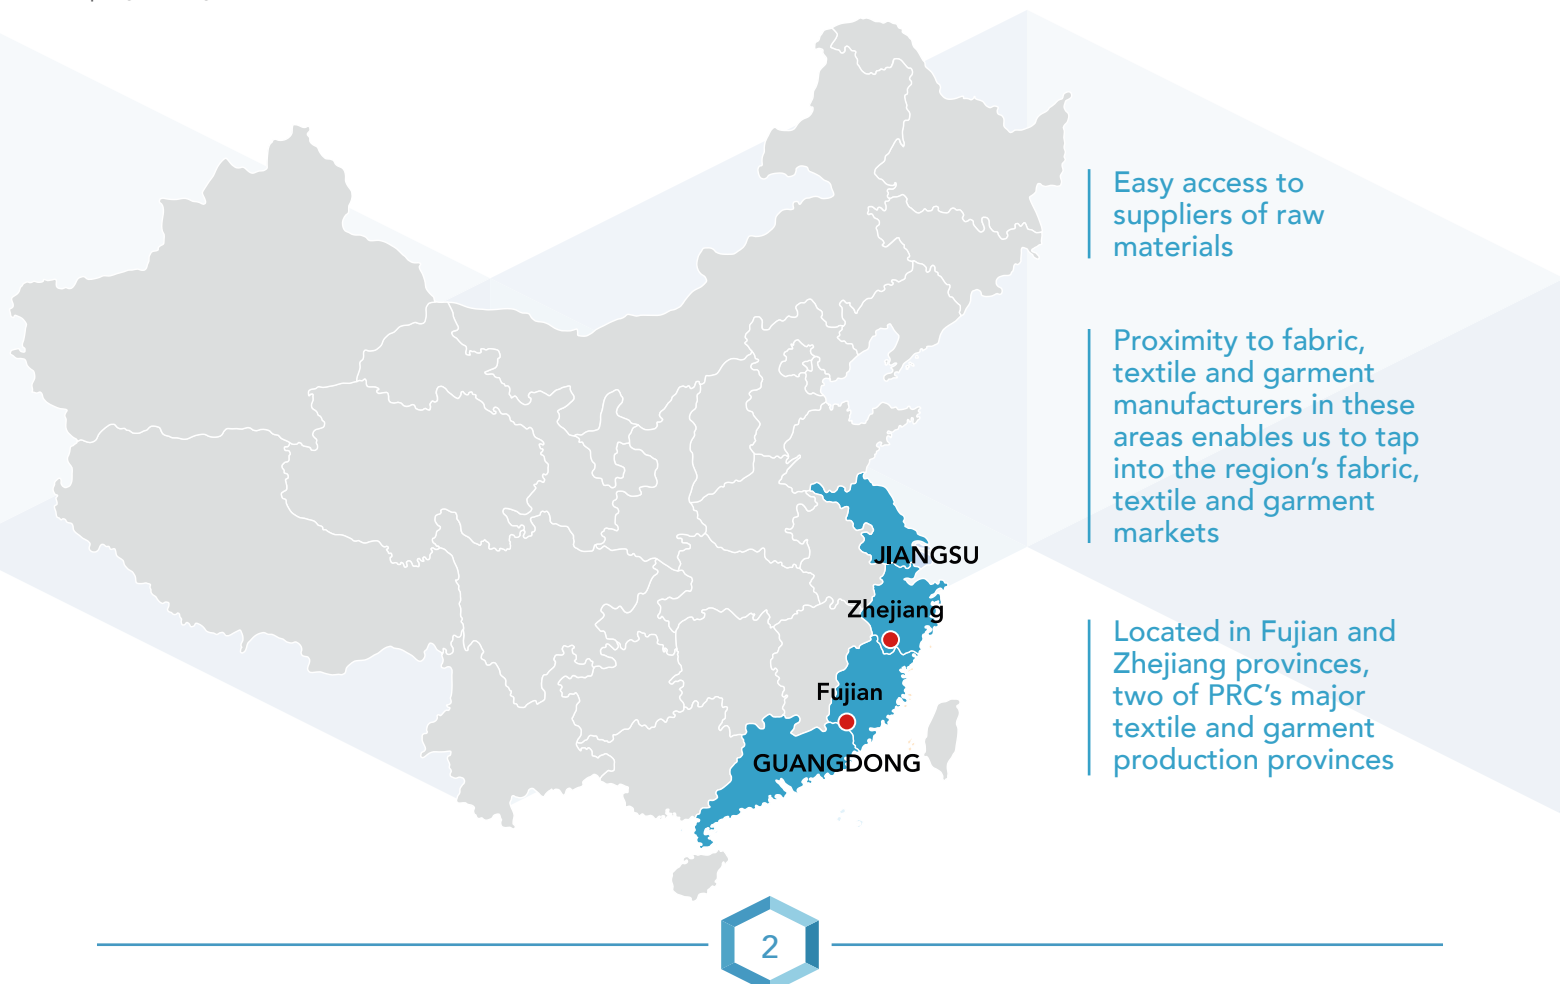 Easy access to
suppliers of raw
materials
Proximity to fabric,
textile and garment
manufacturers in these
areas enables us to tap
into the region's fabric,
textile and garment
markets
JIANGSU
Zhejiang
Located in Fujian and
Zhejiang provinces,
two of PRC's major
textile and garment
production provinces
Fujian
GUANGDONG
2